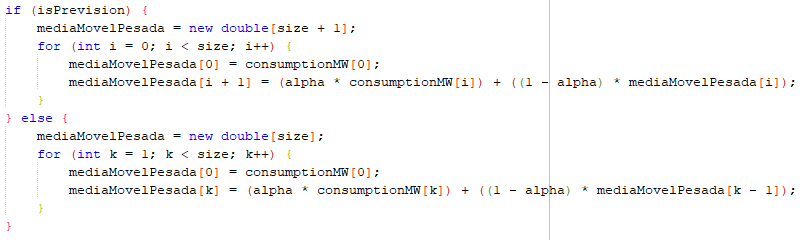 if (isPrevision) {
    mediaMovelPesada = new double[size + 1];
    for (int i = 0; i < size; i++) {
        mediaMovelPesada[0] = consumptionMW[0];
        mediaMovelPesada[i + 1] = (alpha * consumptionMW[i]) + ((1 - alpha) * mediaMovelPesada[i]);
    }
} else {
    mediaMovelPesada = new double[size];
    for (int k = 1; k < size; k++) {
        mediaMovelPesada[0] = consumptionMW[0];
        mediaMovelPesada[k] = (alpha * consumptionMW[k]) + ((1 - alpha) * mediaMovelPesada[k - 1]);
    }
}